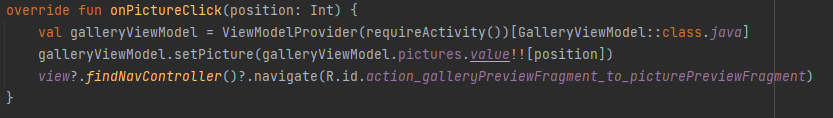 override fun onPictureClick(position: Int) {
    val galleryViewModel = ViewModelProvider(requireActivity())[GalleryViewModel::class.java]
    galleryViewModel.setPicture(galleryViewModel.pictures.value!![position])
    view?.findNavController()?.navigate(R.id.action_galleryPreviewFragment_to_picturePreviewFragment)
}